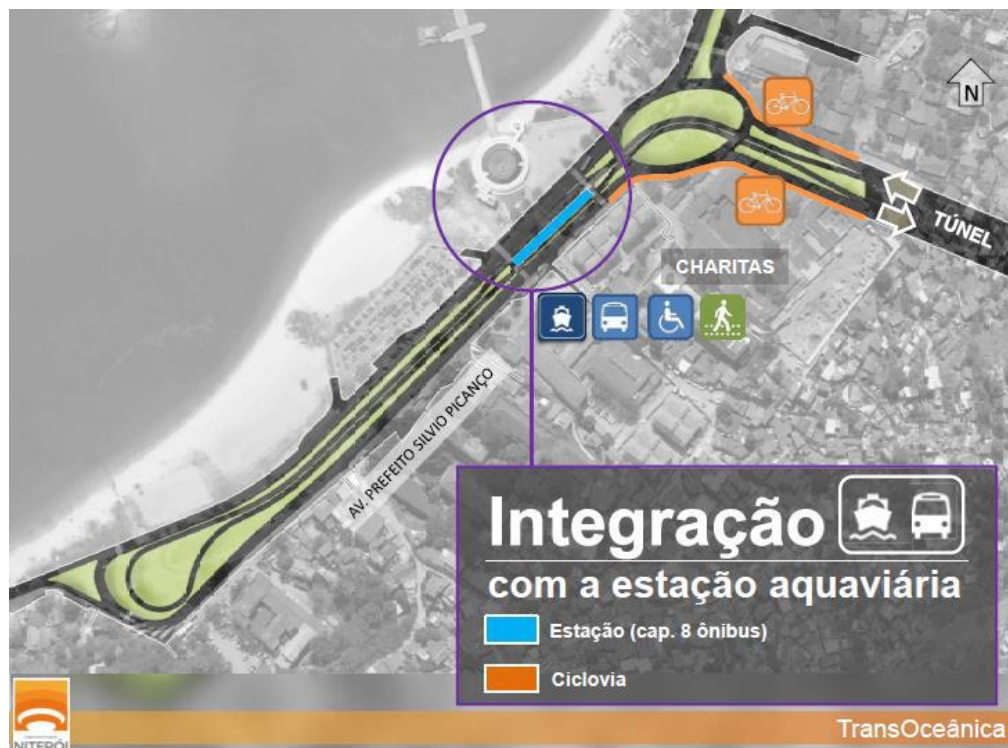 N
TÚNEL
CHARITAS
AV. PREFEITO SILVIO PICANÇO
Integração
com a estação aquaviária
Estação (cap. 8 ônibus)
Ciclovia
NITERÓI
TransOceânica